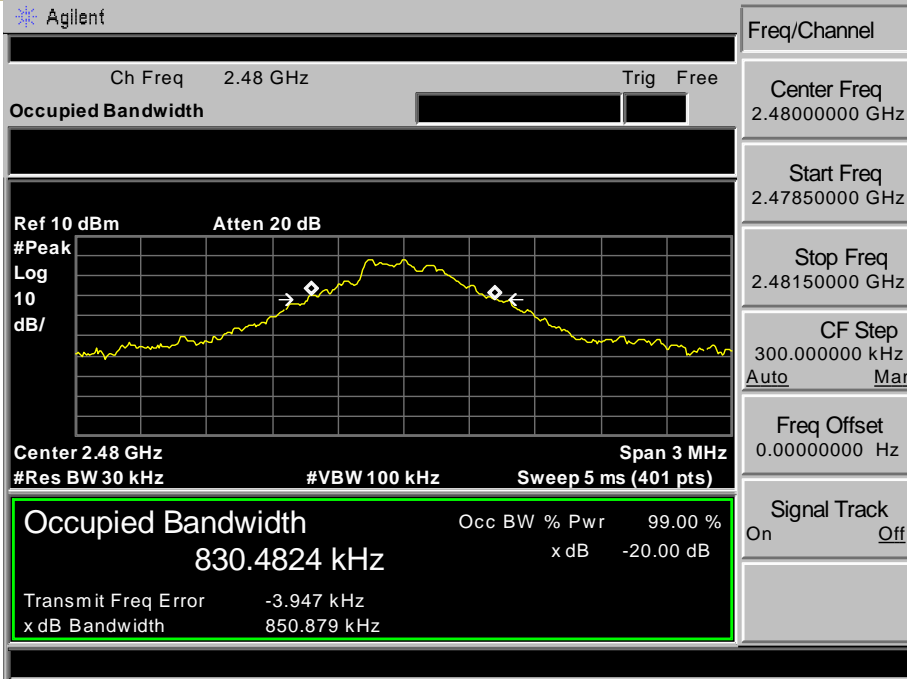 Agilent
Freq/Channel
Ch Freq 2.48 GHz Trig Free
Occupied Bandwidth
Center Freq
2.48000000 GHz
Start Freq
2.47850000 GHz
Stop Freq
2.48150000 GHz
CF Step
300.000000 kHz
Auto Man
Freq Offset
0.00000000 Hz
Signal Track
On Off
Ref 10 dBm Atten 20 dB
#Peak
Log
10
dB/
Center 2.48 GHz Span 3 MHz
#Res BW 30 kHz #VBW 100 kHz Sweep 5 ms (401 pts)
Occupied Bandwidth Occ BW % Pwr 99.00 %
830.4824 kHz x dB -20.00 dB
Transmit Freq Error -3.947 kHz
x dB Bandwidth 850.879 kHz